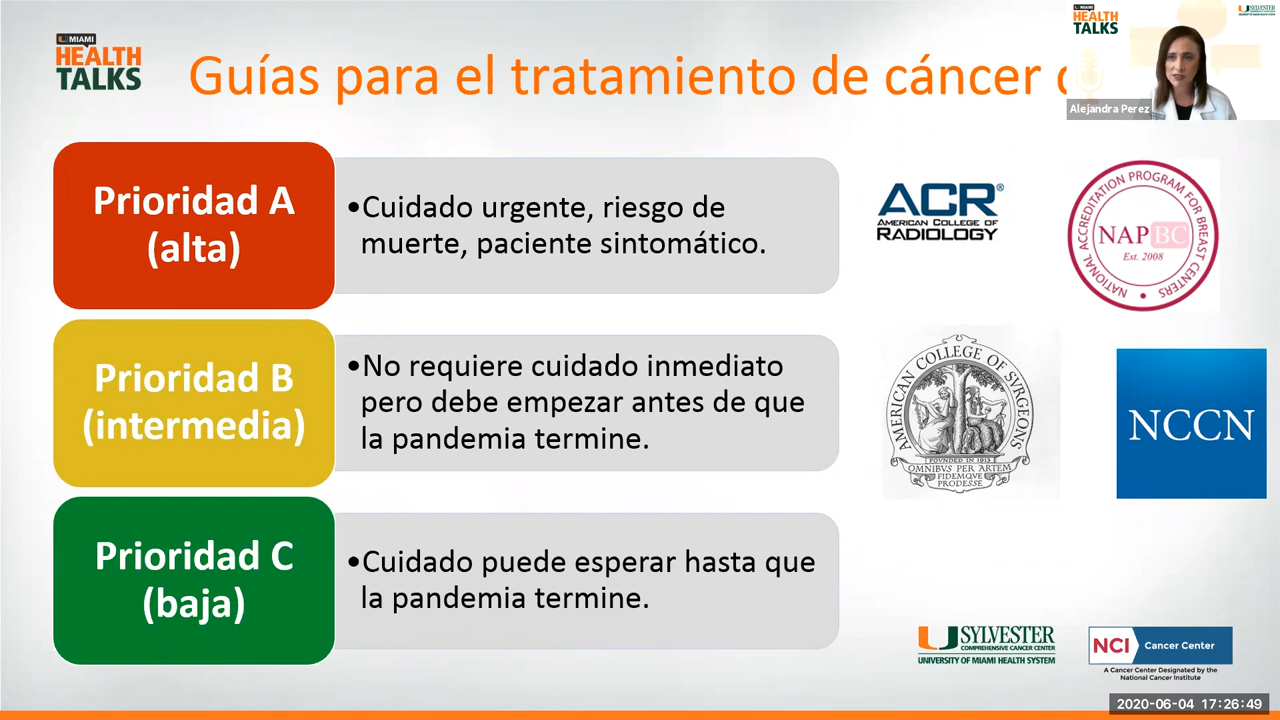 U MIAMI
HEALTH
TALKS
Guías para el tratamiento de cáncer
HEALTH
TALKS
SYLVESTER
Alejandra Perez
Prioridad A
(alta)
•Cuidado urgente, riesgo de
muerte, paciente sintomático.
Prioridad B
(intermedia)
•No requiere cuidado inmediato
pero debe empezar antes de que
la pandemia termine.
Prioridad C
(baja)
•Cuidado puede esperar hasta que
la pandemia termine.
ACR®
AMERICAN COLLEGE OF
RADIOLOGY
NATIONAL ACCREDITATION PROGRAM FOR BREAST CENTERS
NAPBC
Est. 2008
AMERICAN COLLEGE OF SVRGEONS
FOUNDED IN 1913
OMNIBVS PER ARTEM
FIDEMQVE
PRODESSE
NCCN
U SYLVESTER
COMPREHENSIVE CANCER CENTER
UNIVERSITY OF MIAMI HEALTH SYSTEM
NCI Cancer Center
A Cancer Center Designated by the
National Cancer Institute
2020-06-04 17:26:49